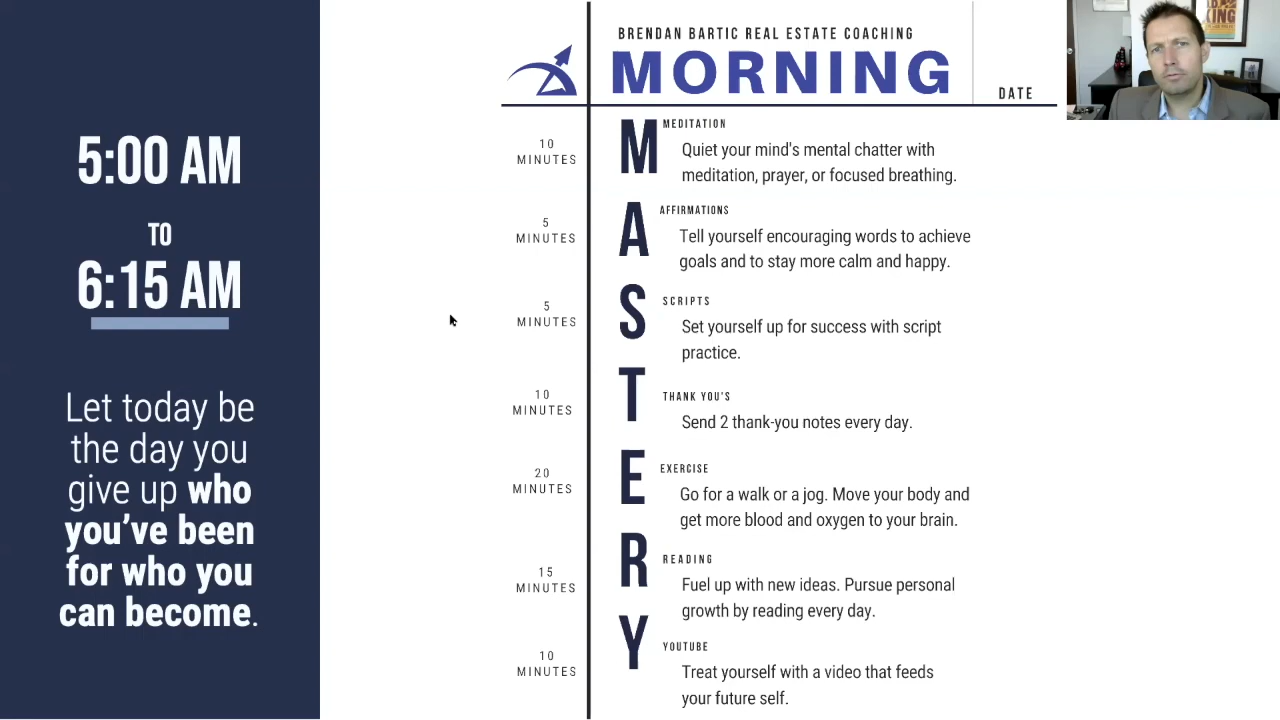 5:00 AM
TO
6:15 AM
Let today be
the day you
give up who
you've been
for who you
can become.
BRENDAN BARTIC REAL ESTATE COACHING
MORNING
DATE
10
MINUTES
M
MEDITATION
Quiet your mind's mental chatter with
meditation, prayer, or focused breathing.
5
MINUTES
A
AFFIRMATIONS
Tell yourself encouraging words to achieve
goals and to stay more calm and happy.
5
MINUTES
S
SCRIPTS
Set yourself up for success with script
practice.
10
MINUTES
T
THANK YOU'S
Send 2 thank-you notes every day.
20
MINUTES
E
EXERCISE
Go for a walk or a jog. Move your body and
get more blood and oxygen to your brain.
15
MINUTES
R
READING
Fuel up with new ideas. Pursue personal
growth by reading every day.
10
MINUTES
Y
YOUTUBE
Treat yourself with a video that feeds
your future self.